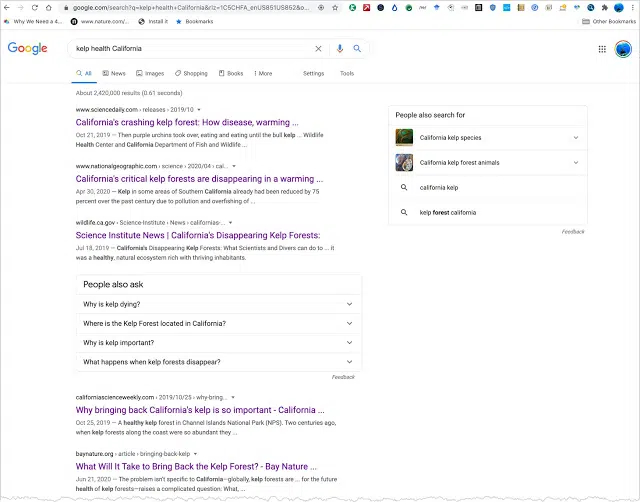 Why We Need a 4...
www.nature.com/...
Install it
Bookmarks
Other Bookmarks
Google
kelp health California
All
News
Images
Shopping
Books
More
Settings
Tools
About 2,420,000 results (0.61 seconds)
www.sciencedaily.com › releases › 2019/10
California's crashing kelp forest: How disease, warming ...
Oct 21, 2019 — Then purple urchins took over, eating and eating until the bull kelp ... Wildlife
Health Center and California Department of Fish and Wildlife ...
www.nationalgeographic.com › science › 2020/04 › cal...
California's critical kelp forests are disappearing in a warming ...
Apr 30, 2020 — Kelp in some areas of Southern California already had been reduced by 75
percent over the past century due to pollution and overfishing of ...
wildlife.ca.gov › Science-Institute › News › californias-...
Science Institute News | California's Disappearing Kelp Forests:
Jul 18, 2019 — California's Disappearing Kelp Forests: What Scientists and Divers can do to ... it
was a healthy, natural ecosystem rich with thriving inhabitants.
People also ask
Why is kelp dying?
Where is the Kelp Forest located in California?
Why is kelp important?
What happens when kelp forests disappear?
Feedback
californiascienceweekly.com › 2019/10/25 › why-bring...
Why bringing back California's kelp is so important - California ...
Oct 25, 2019 — A healthy kelp forest in Channel Islands National Park (NPS). Two centuries ago,
when kelp forests along the coast were so abundant they ...
baynature.org › article › bringing-back-kelp
What Will It Take to Bring Back the Kelp Forest? - Bay Nature ...
Jun 21, 2020 — The problem isn't specific to California—globally, kelp forests are ... for the future
health of kelp forests—raises a complicated question: What, ...
People also search for
California kelp species
California kelp forest animals
california kelp
kelp forest california
Feedback